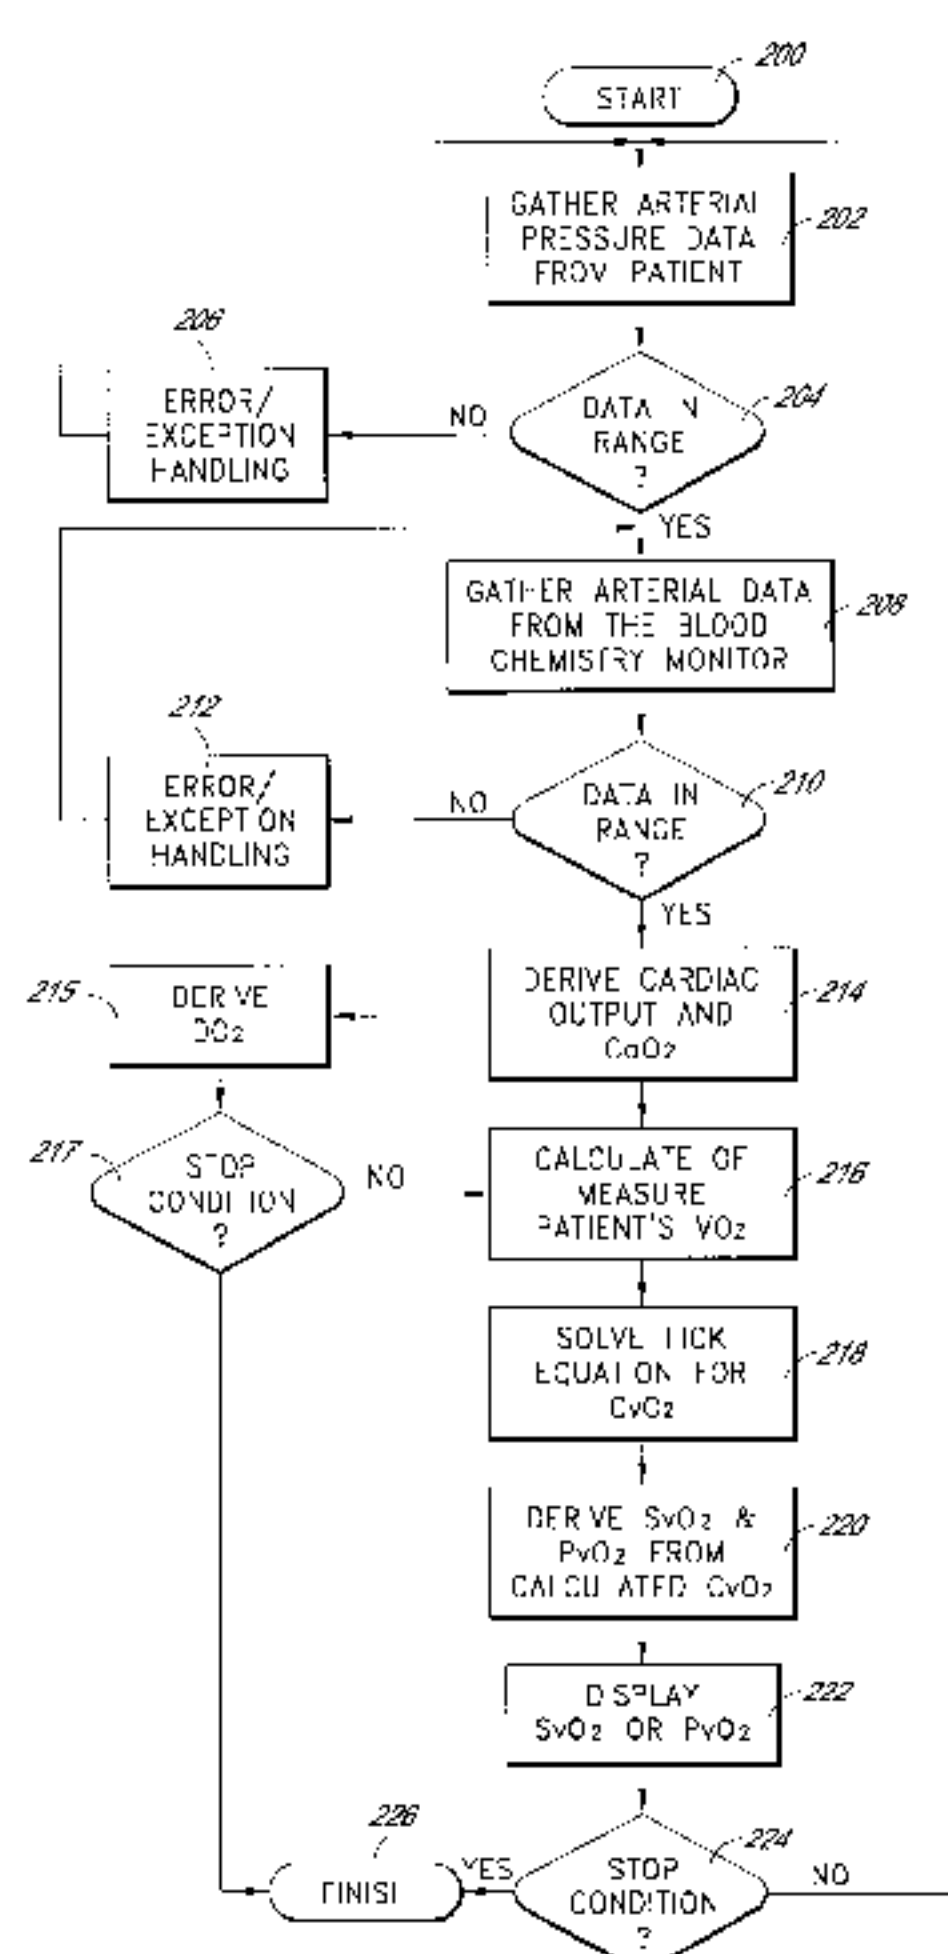 200
START
GATHER ARTERIAL
PRESSURE DATA
FROM PATIENT
202
206
ERROR/
EXCEPTION
HANDLING
NO
DATA IN
RANGE
?
204
YES
GATHER ARTERIAL DATA
FROM THE BLOOD
CHEMISTRY MONITOR
208
212
ERROR/
EXCEPTION
HANDLING
NO
DATA IN
RANGE
?
210
YES
215
DERIVE
DO2
DERIVE CARDIAC
OUTPUT AND
CaO2
214
217
STOP
CONDITION
?
NO
CALCULATE OF
MEASURE
PATIENT'S VO2
216
SOLVE FICK
EQUATION FOR
CvO2
218
DERIVE SvO2 &
PvO2 FROM
CALCULATED CvO2
220
DISPLAY
SvO2 OR PvO2
222
226
FINISH
YES
STOP
CONDITION
?
224
NO